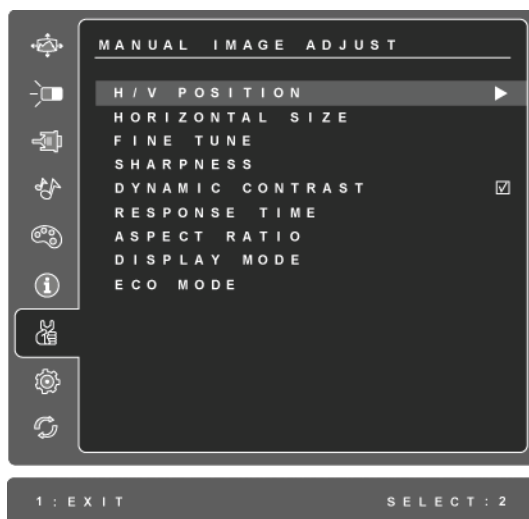 MANUAL IMAGE ADJUST
H/V POSITION
HORIZONTAL SIZE
FINE TUNE
SHARPNESS
DYNAMIC CONTRAST
RESPONSE TIME
ASPECT RATIO
DISPLAY MODE
ECO MODE
1:EXIT SELECT:2